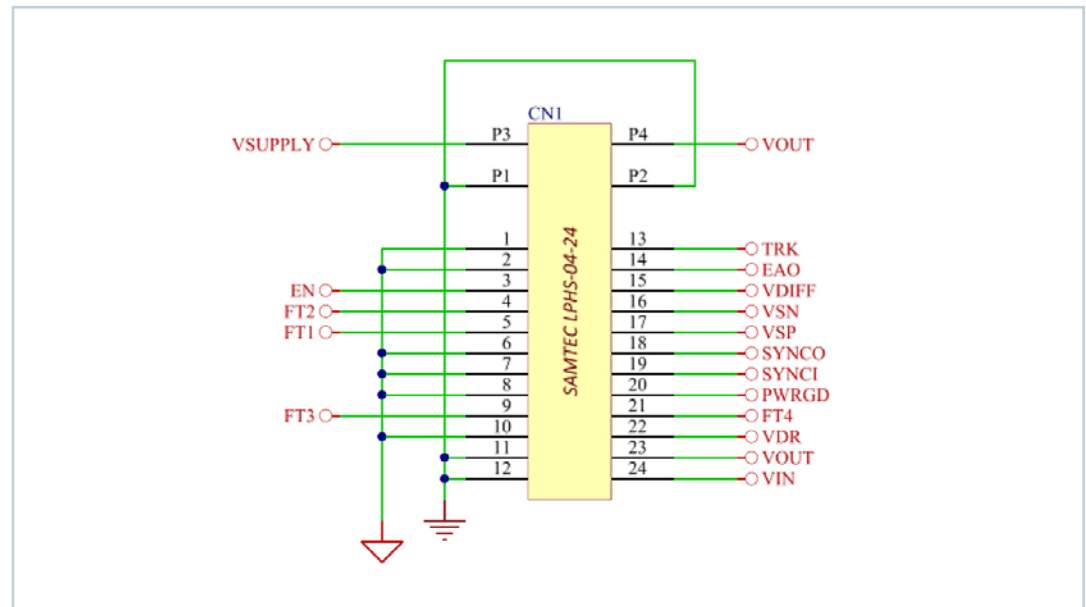 CN1
VSUPPLY P3 P4 VOUT
P1 P2
1 13 TRK
2 14 EAO
EN 3 15 VDIFF
FT2 4 16 VSN
FT1 5 17 VSP
6 18 SYNCO
7 19 SYNCI
8 20 PWRGD
FT3 9 21 FT4
10 22 VDR
11 23 VOUT
12 24 VIN
SAMTEC LPHS-04-24